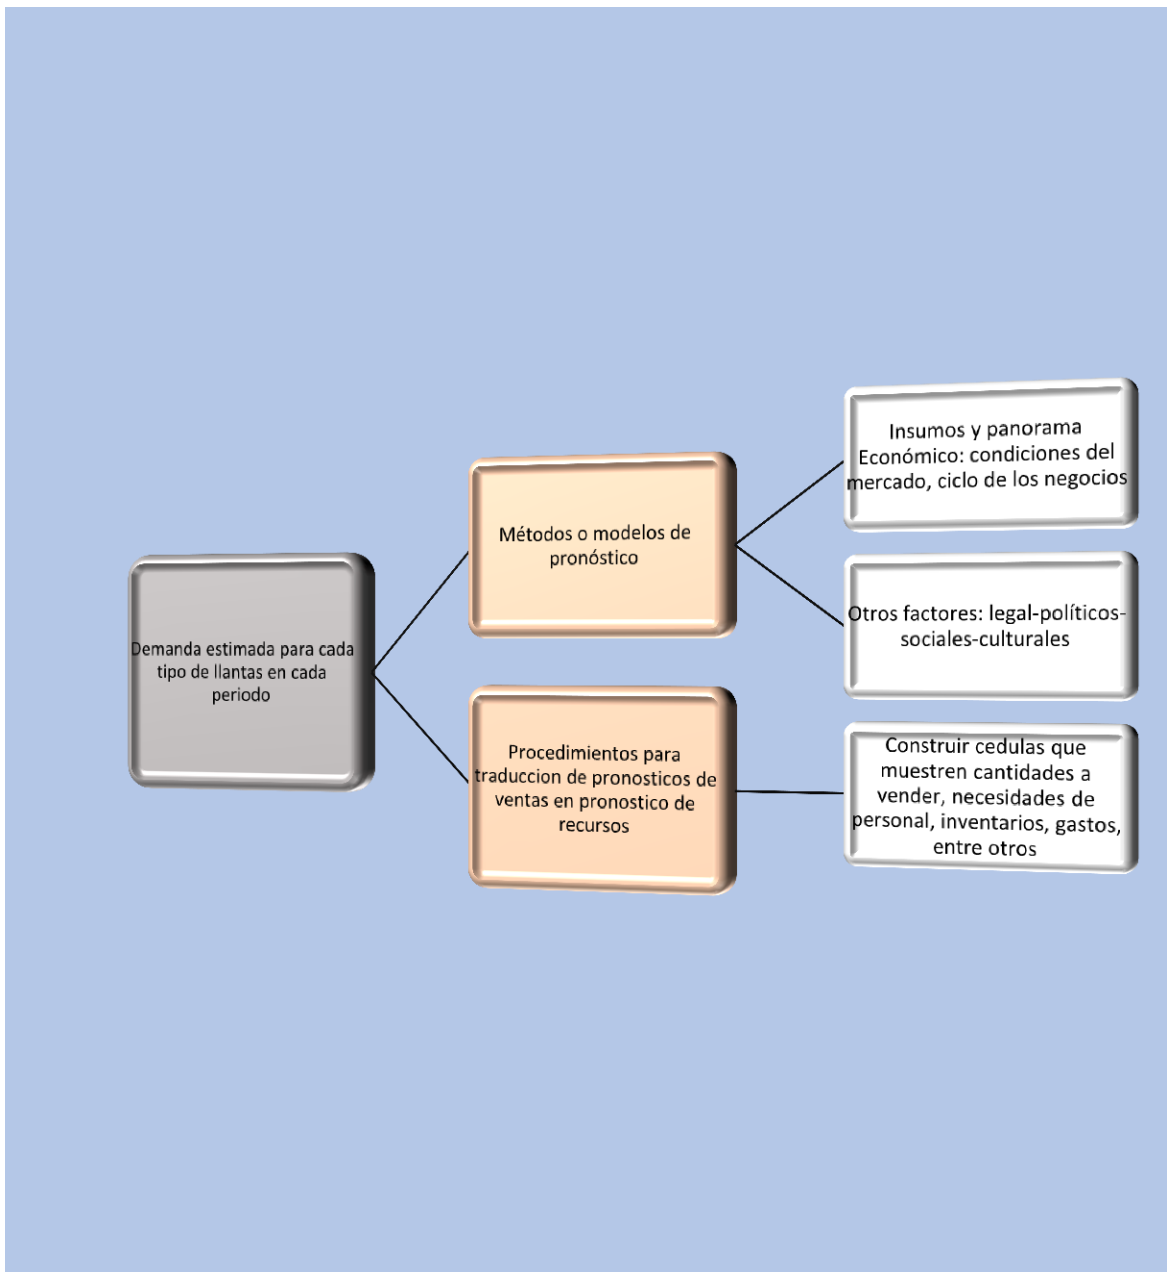 Demanda estimada para cada
tipo de llantas en cada
periodo
Métodos o modelos de
pronóstico
Procedimientos para
traduccion de pronosticos de
ventas en pronostico de
recursos
Insumos y panorama
Económico: condiciones del
mercado, ciclo de los negocios
Otros factores: legal-políticos-
sociales-culturales
Construir cedulas que
muestren cantidades a
vender, necesidades de
personal, inventarios, gastos,
entre otros